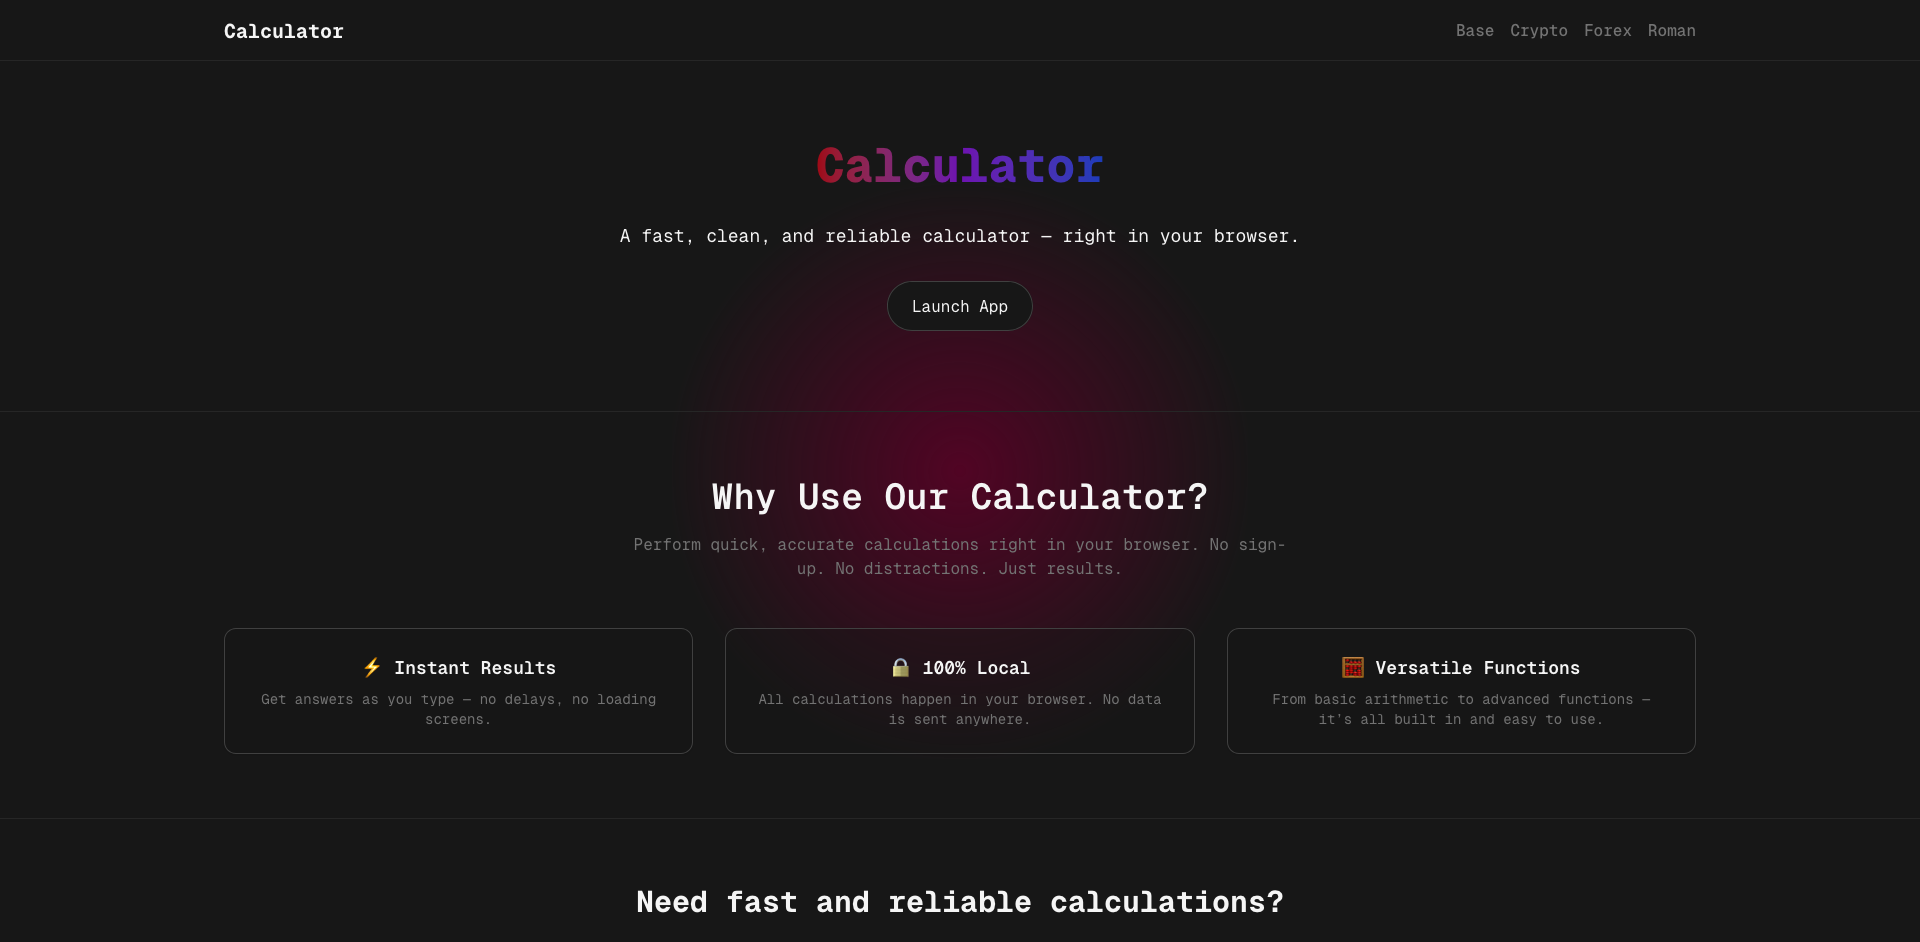 Calculator
Base Crypto Forex Roman
Calculator
A fast, clean, and reliable calculator — right in your browser.
Launch App
Why Use Our Calculator?
Perform quick, accurate calculations right in your browser. No sign-
up. No distractions. Just results.
⚡ Instant Results
Get answers as you type — no delays, no loading
screens.
🔒 100% Local
All calculations happen in your browser. No data
is sent anywhere.
🧮 Versatile Functions
From basic arithmetic to advanced functions —
it's all built in and easy to use.
Need fast and reliable calculations?